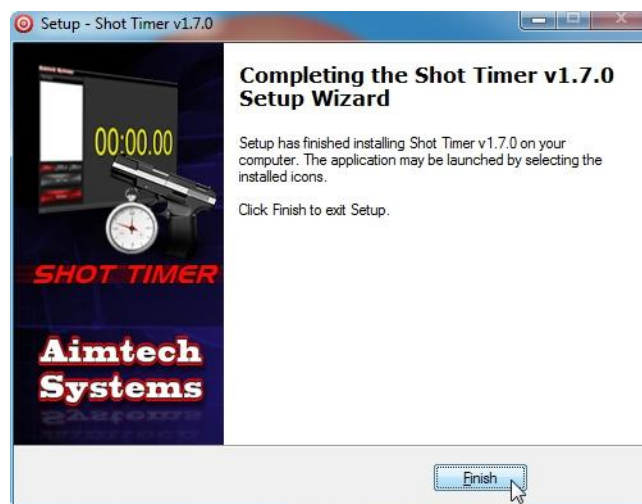 Setup - Shot Timer v1.7.0
Completing the Shot Timer v1.7.0
Setup Wizard
Setup has finished installing Shot Timer v1.7.0 on your
computer. The application may be launched by selecting the
installed icons.
Click Finish to exit Setup.
00:00.00
SHOT TIMER
Aimtech
Systems
Finish